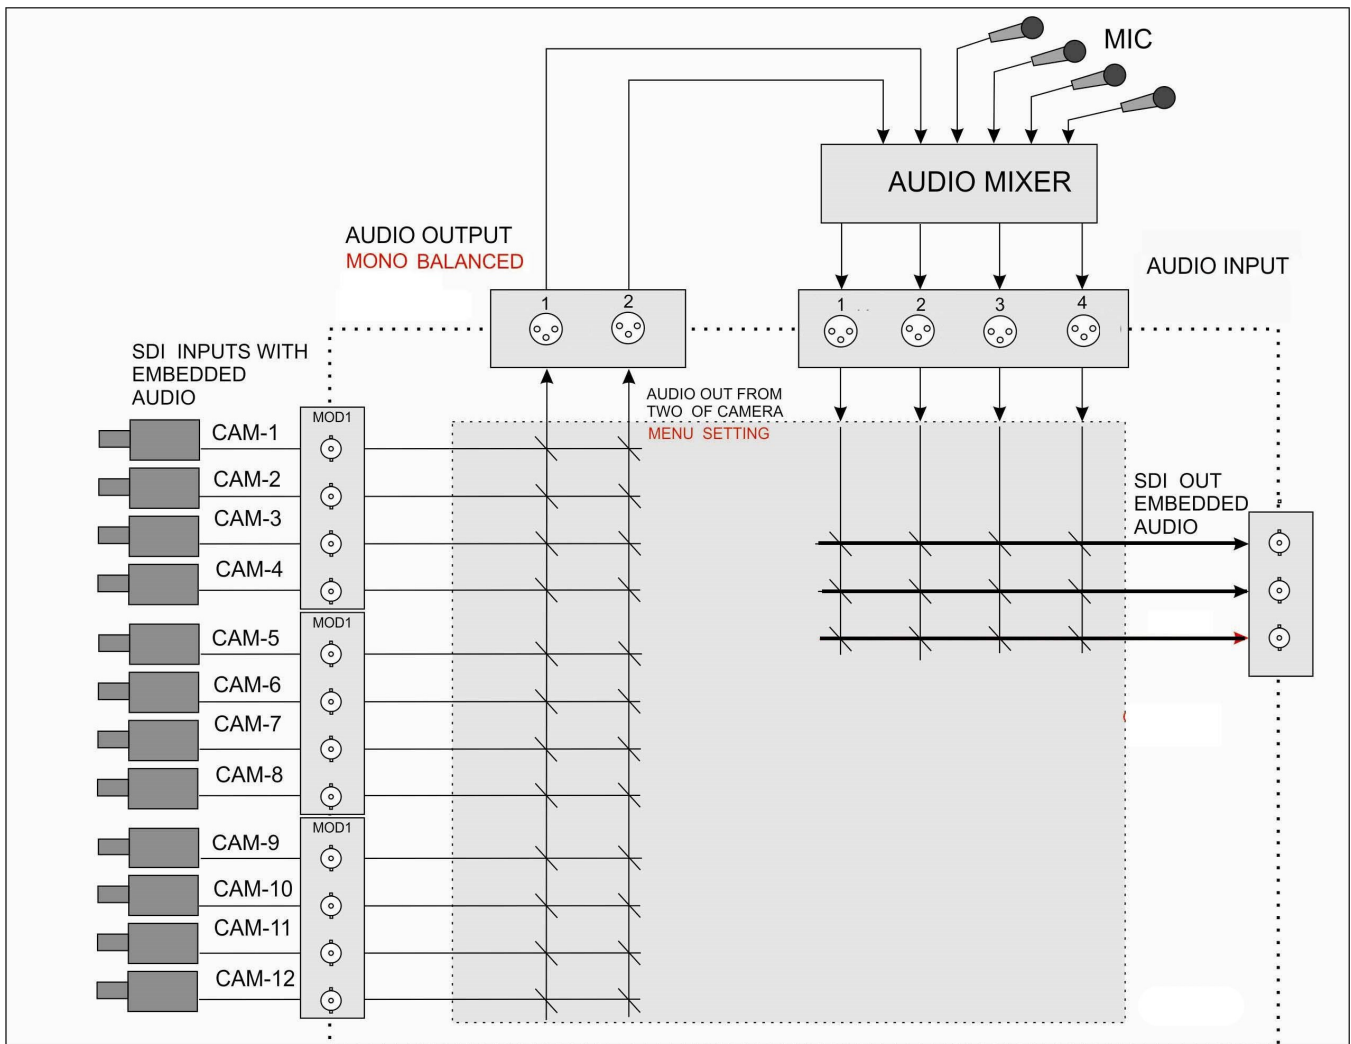 MIC
AUDIO MIXER
AUDIO OUTPUT
MONO BALANCED
AUDIO INPUT
1
2
1
2
3
4
SDI INPUTS WITH
EMBEDDED
AUDIO
AUDIO OUT FROM
TWO OF CAMERA
MENU SETTING
MOD1
CAM-1
CAM-2
CAM-3
CAM-4
SDI OUT
EMBEDDED
AUDIO
MOD1
CAM-5
CAM-6
CAM-7
CAM-8
MOD1
CAM-9
CAM-10
CAM-11
CAM-12